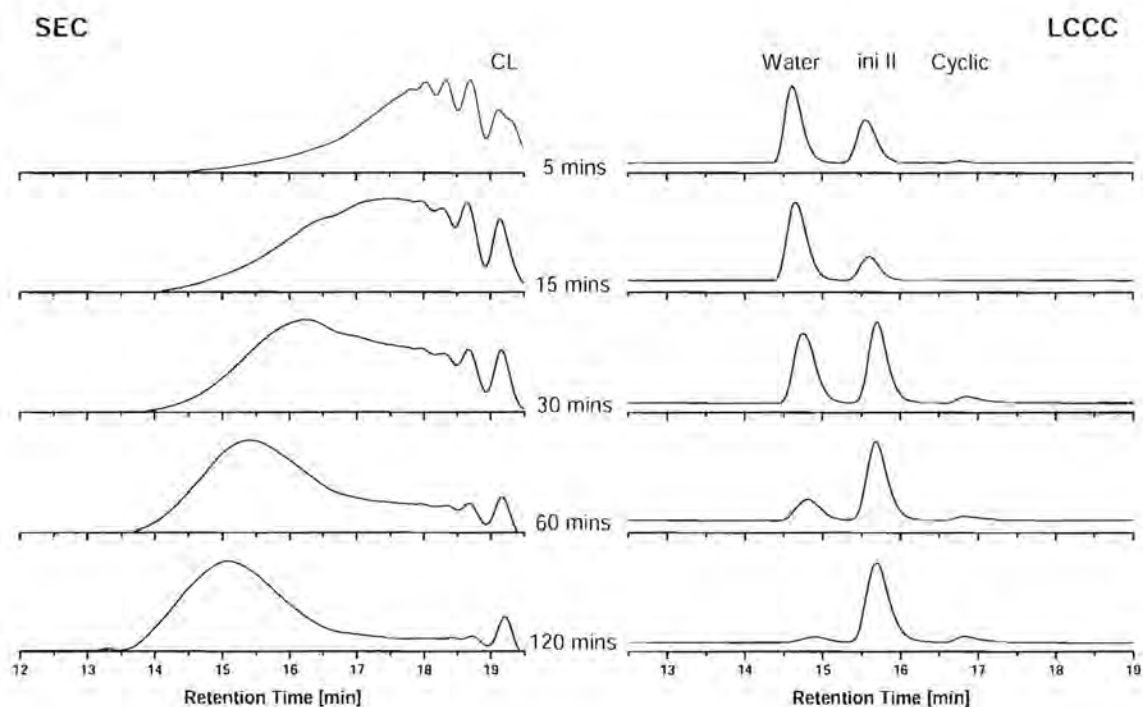 SEC
LCCC
CL
Water ini II Cyclic
5 mins
15 mins
30 mins
60 mins
120 mins
12 13 14 15 16 17 18 19
13 14 15 16 17 18 19
Retention Time [min]
Retention Time [min]